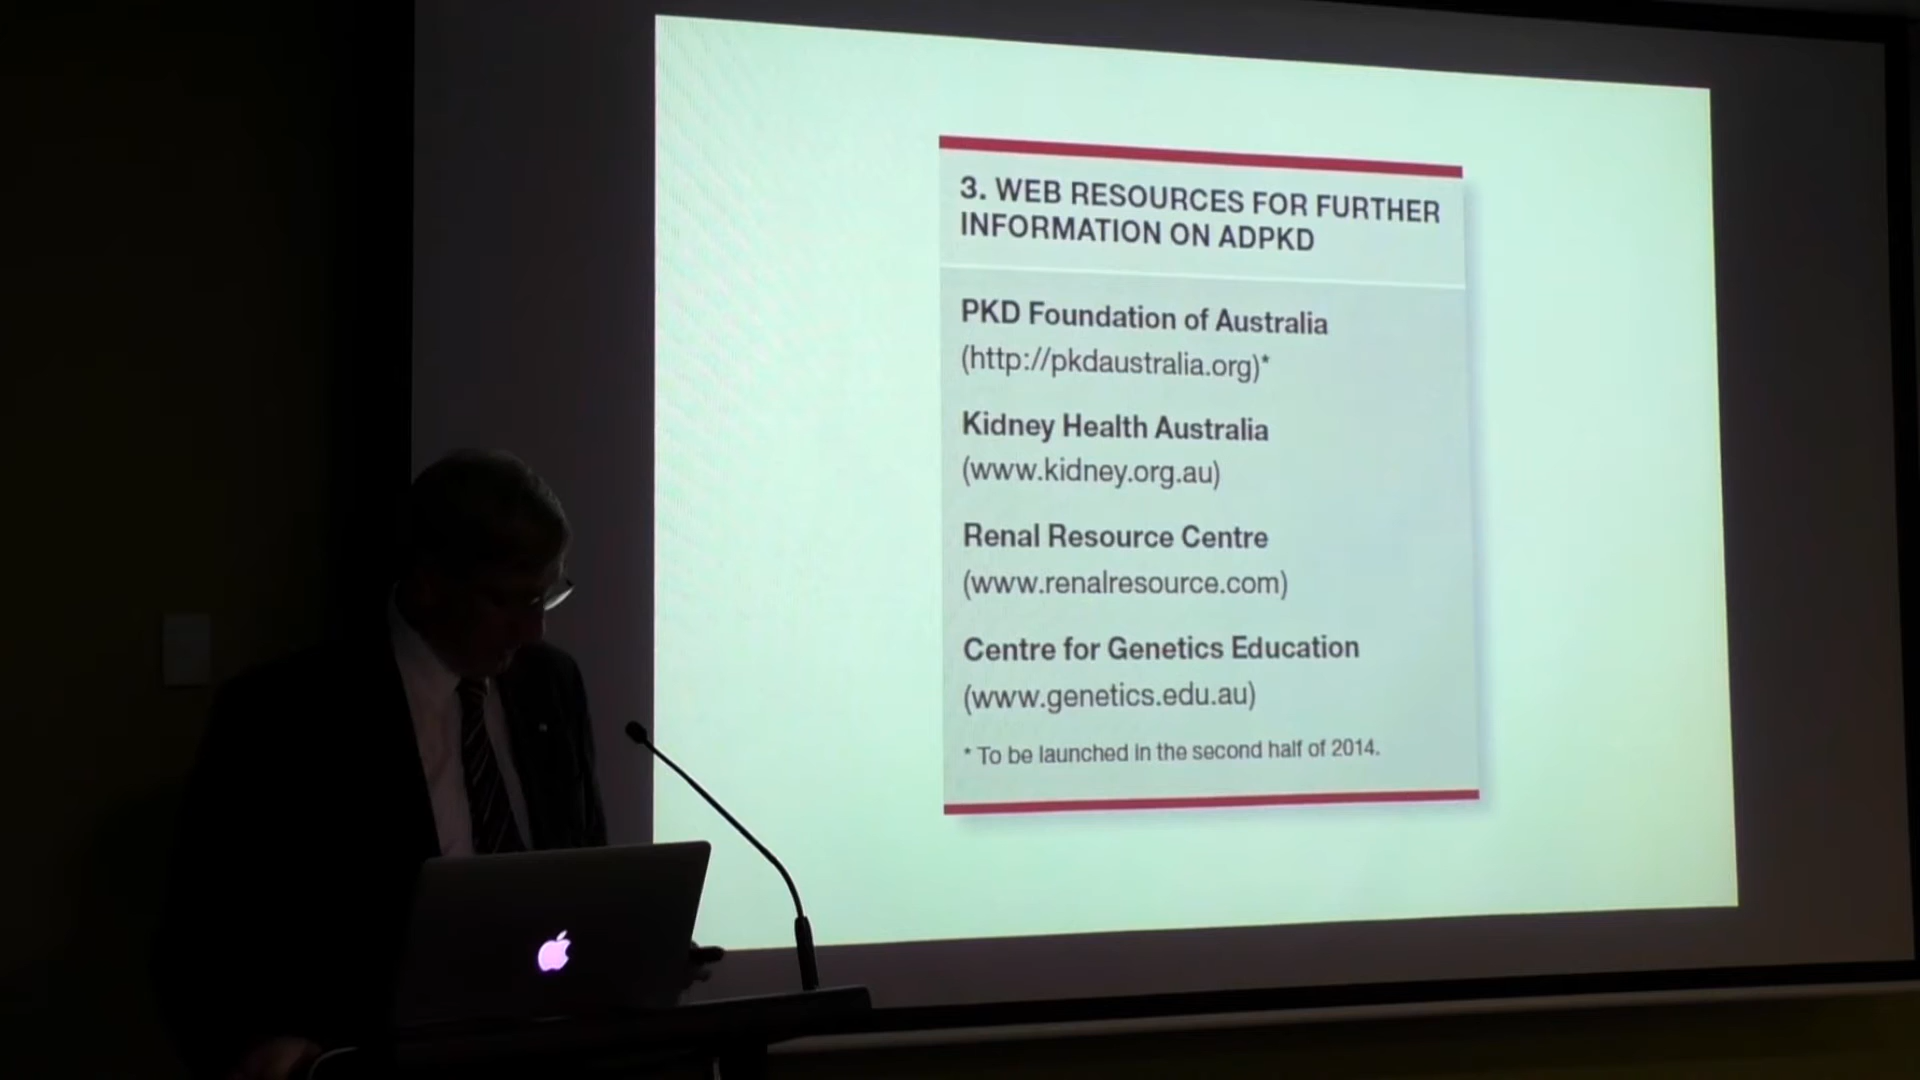 3. WEB RESOURCES FOR FURTHER
INFORMATION ON ADPKD
PKD Foundation of Australia
(http://pkdaustralia.org)*
Kidney Health Australia
(www.kidney.org.au)
Renal Resource Centre
(www.renalresource.com)
Centre for Genetics Education
(www.genetics.edu.au)
* To be launched in the second half of 2014.